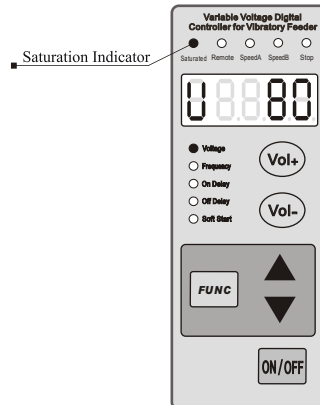 Variable Voltage Digital
Controller for Vibratory Feeder
Saturation Indicator
Saturated Remote SpeedA SpeedB Stop
U 80
Voltage
Frequency
On Delay
Off Delay
Soft Start
Vol+
Vol-
FUNC
ON/OFF